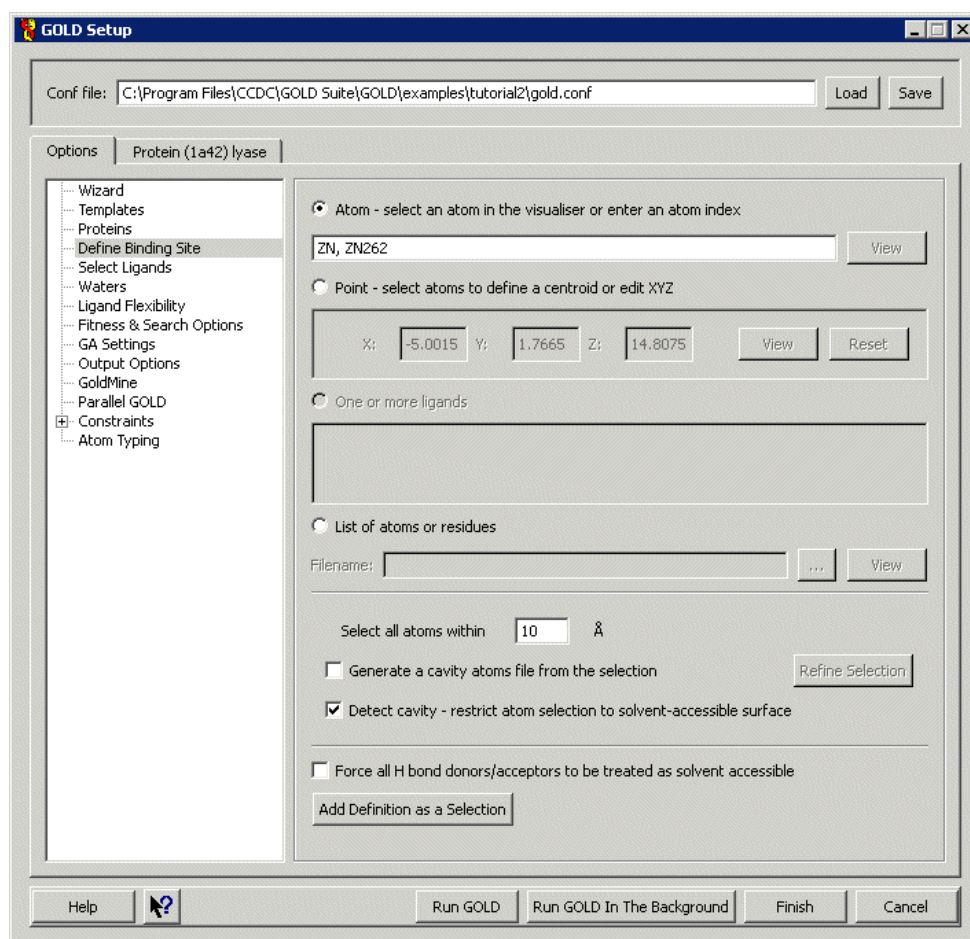 GOLD Setup
Conf file: C:\Program Files\CCDC\GOLD Suite\GOLD\examples\tutorial2\gold.conf Load Save
Options Protein (1a42) lyase
Wizard
Templates
Proteins
Define Binding Site
Select Ligands
Waters
Ligand Flexibility
Fitness & Search Options
GA Settings
Output Options
GoldMine
Parallel GOLD
Constraints
Atom Typing
Atom - select an atom in the visualiser or enter an atom index
ZN, ZN262 View
Point - select atoms to define a centroid or edit XYZ
X: -5.0015 Y: 1.7665 Z: 14.8075 View Reset
One or more ligands
List of atoms or residues
Filename: ... View
Select all atoms within 10 Å
Generate a cavity atoms file from the selection Refine Selection
Detect cavity - restrict atom selection to solvent-accessible surface
Force all H bond donors/acceptors to be treated as solvent accessible
Add Definition as a Selection
Help ? Run GOLD Run GOLD In The Background Finish Cancel